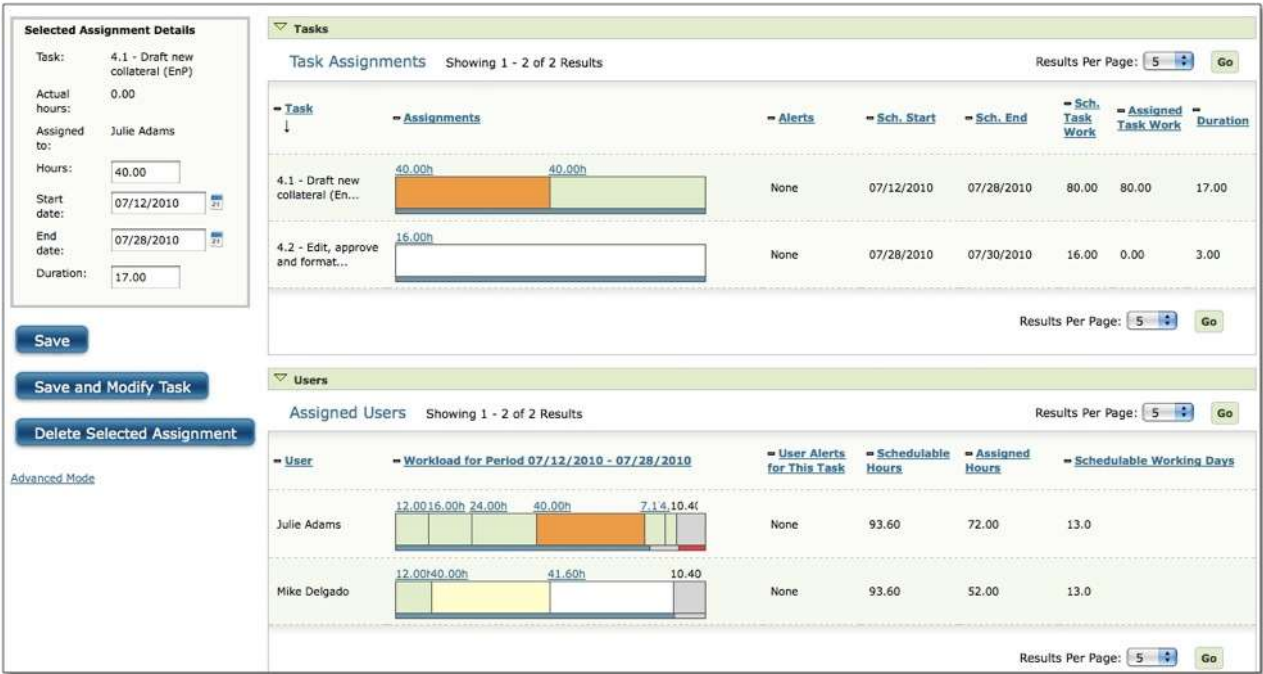 Selected Assignment Details
Task: 4.1 - Draft new
collateral (EnP)
Actual 0.00
hours:
Assigned Julie Adams
to:
Hours: 40.00
Start
date: 07/12/2010
End
date: 07/28/2010
Duration: 17.00
Save
Save and Modify Task
Delete Selected Assignment
Advanced Mode
Tasks
Task Assignments Showing 1 - 2 of 2 Results Results Per Page: 5 Go
Task ↓ Assignments Alerts Sch. Start Sch. End Sch. Task Work Assigned Task Work Duration
40.00h 40.00h
4.1 - Draft new
collateral (En... None 07/12/2010 07/28/2010 80.00 80.00 17.00
16.00h
4.2 - Edit, approve
and format... None 07/28/2010 07/30/2010 16.00 0.00 3.00
Results Per Page: 5 Go
Users
Assigned Users Showing 1 - 2 of 2 Results Results Per Page: 5 Go
User Workload for Period 07/12/2010 - 07/28/2010 User Alerts for This Task Schedulable Hours Assigned Hours Schedulable Working Days
12.00 16.00h 24.00h 40.00h 10.40
Julie Adams None 93.60 72.00 13.0
12.00 40.00h 41.60h 10.40
Mike Delgado None 93.60 52.00 13.0
Results Per Page: 5 Go